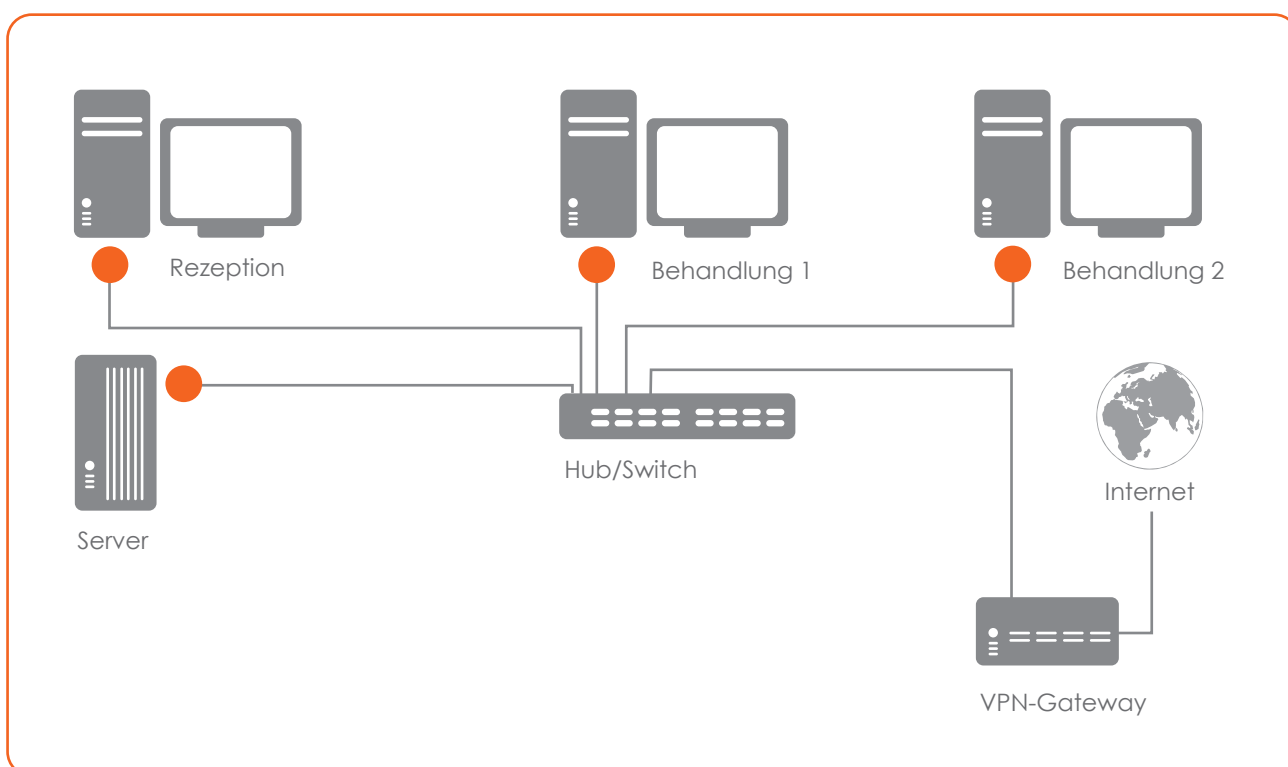 Rezeption
Behandlung 1
Behandlung 2
Hub/Switch
Internet
Server
VPN-Gateway